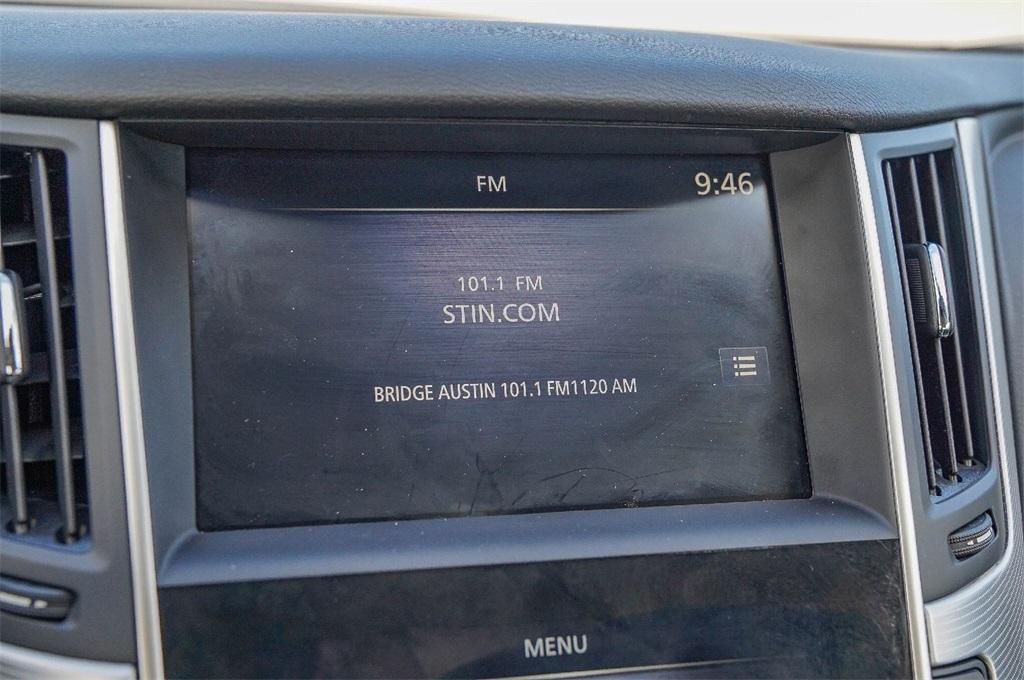 FM
9:46
101.1 FM
STIN.COM
BRIDGE AUSTIN 101.1 FM1120 AM
MENU